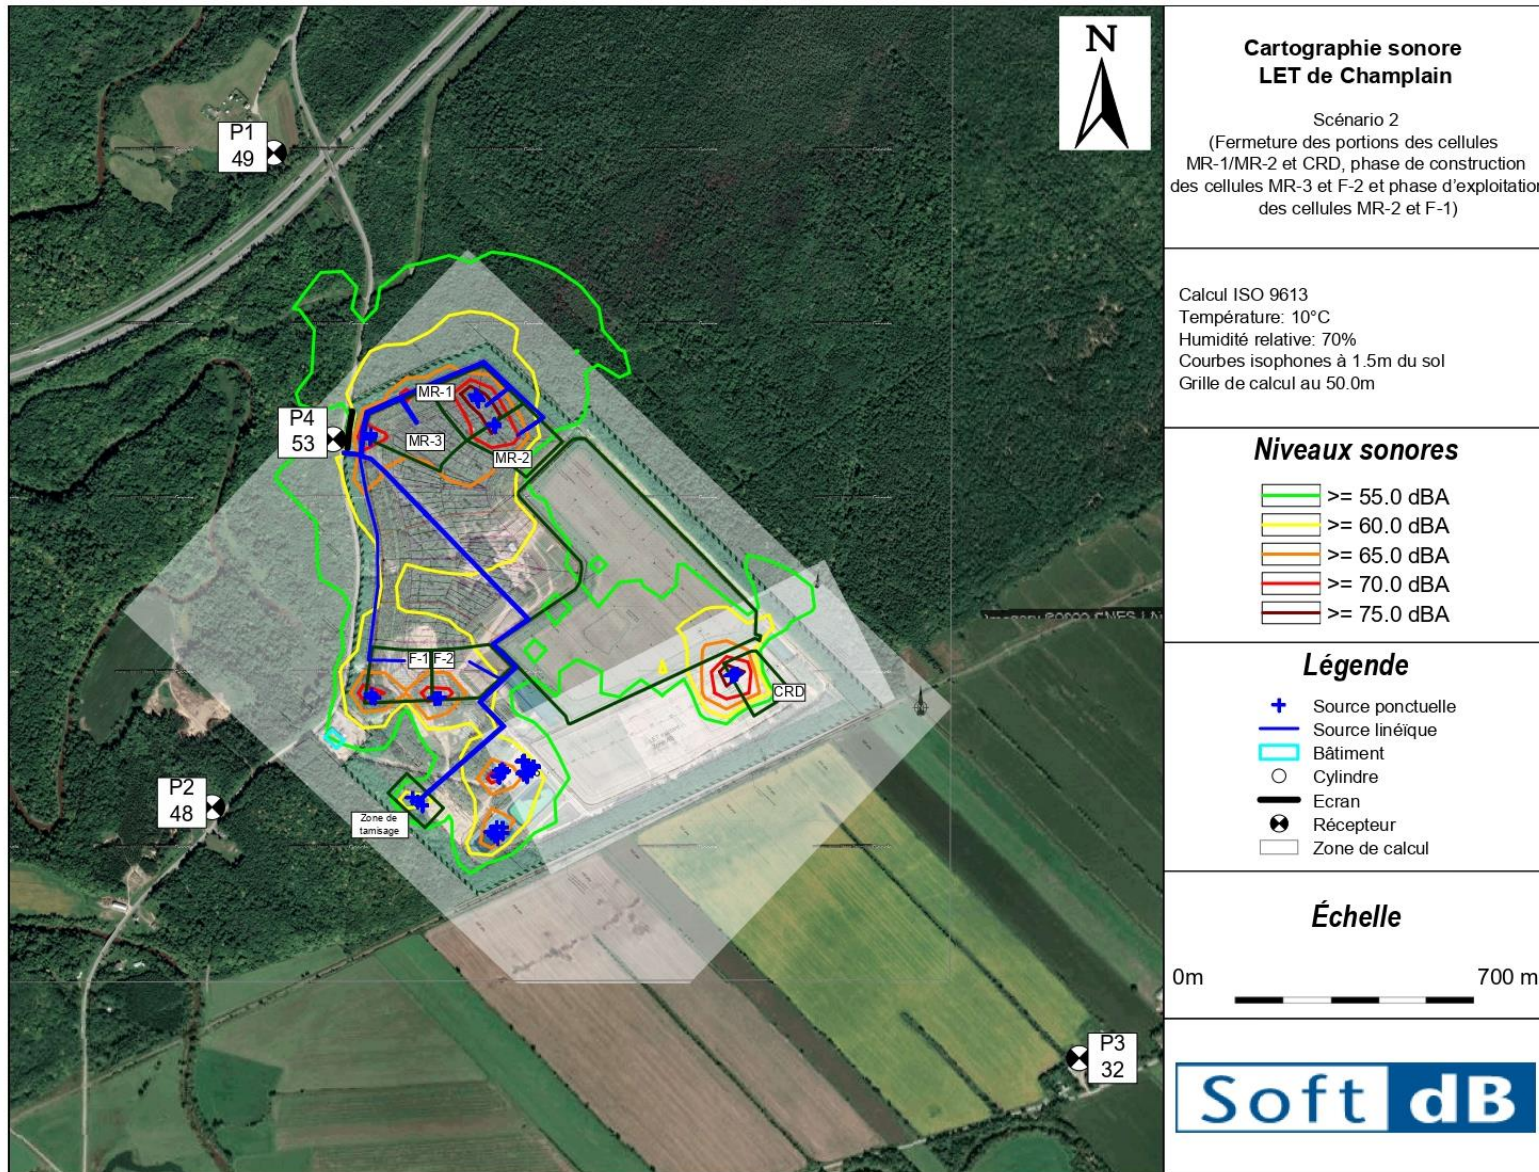 N
P1
49
P4
53
MR-1
MR-3
MR-2
F-1
F-2
CRD
P2
48
Zone de
tamisage
P3
32
Cartographie sonore
LET de Champlain
Scénario 2
(Fermeture des portions des cellules
MR-1/MR-2 et CRD, phase de construction
des cellules MR-3 et F-2 et phase d'exploitation
des cellules MR-2 et F-1)
Calcul ISO 9613
Température: 10°C
Humidité relative: 70%
Courbes isophones à 1.5m du sol
Grille de calcul au 50.0m
Niveaux sonores
>= 55.0 dBA
>= 60.0 dBA
>= 65.0 dBA
>= 70.0 dBA
>= 75.0 dBA
Légende
Source ponctuelle
Source linéïque
Bâtiment
Cylindre
Ecran
Récepteur
Zone de calcul
Échelle
0m 700 m
Soft dB